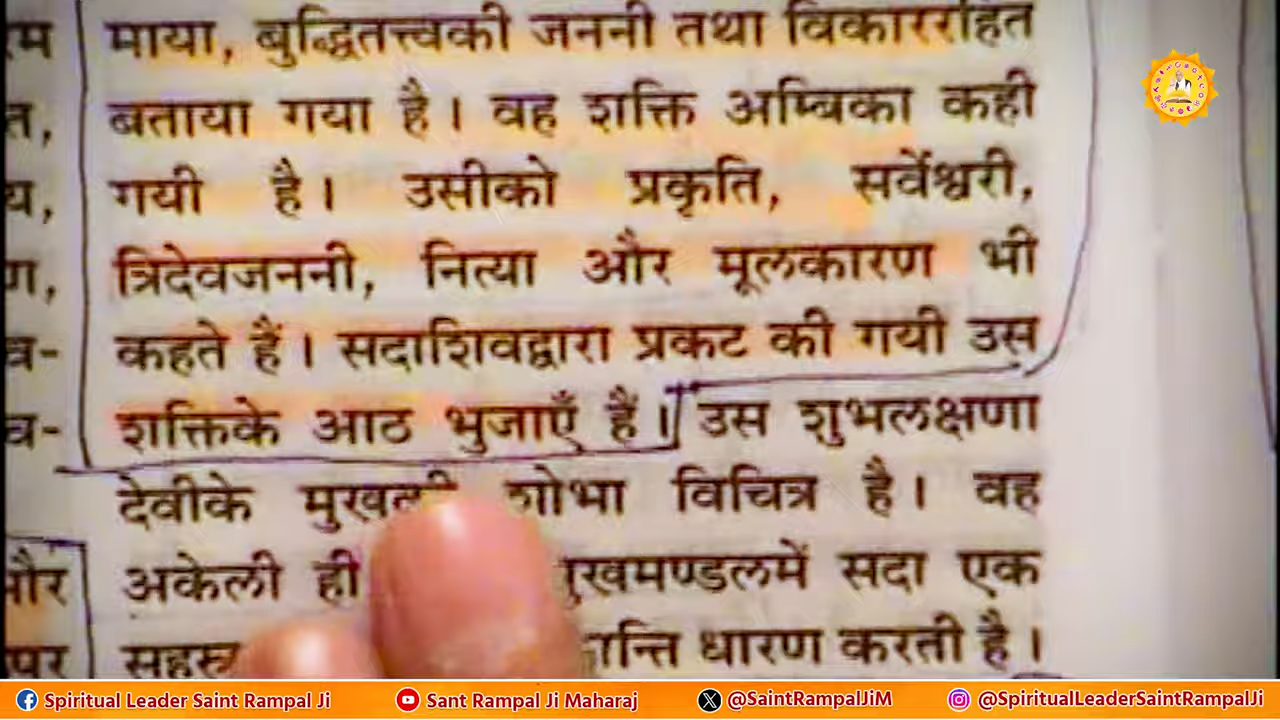 माया, बुद्धितत्त्वकी जननी तथा विकाररहित
बताया गया है। वह शक्ति अम्बिका कही
गयी है। उसीको प्रकृति, सर्वेश्वरी,
त्रिदेवजननी, नित्या और मूलकारण भी
कहते हैं। सदाशिवद्वारा प्रकट की गयी उस
शक्तिके आठ भुजाएँ हैं। उस शुभलक्षणा
देवीके शोभा विचित्र है। वह
अकेली ही सदा एक
धारण करती है।
Spiritual Leader Saint Rampal Ji
Sant Rampal Ji Maharaj
@SaintRampalJiM
@SpiritualLeaderSaintRampalJi